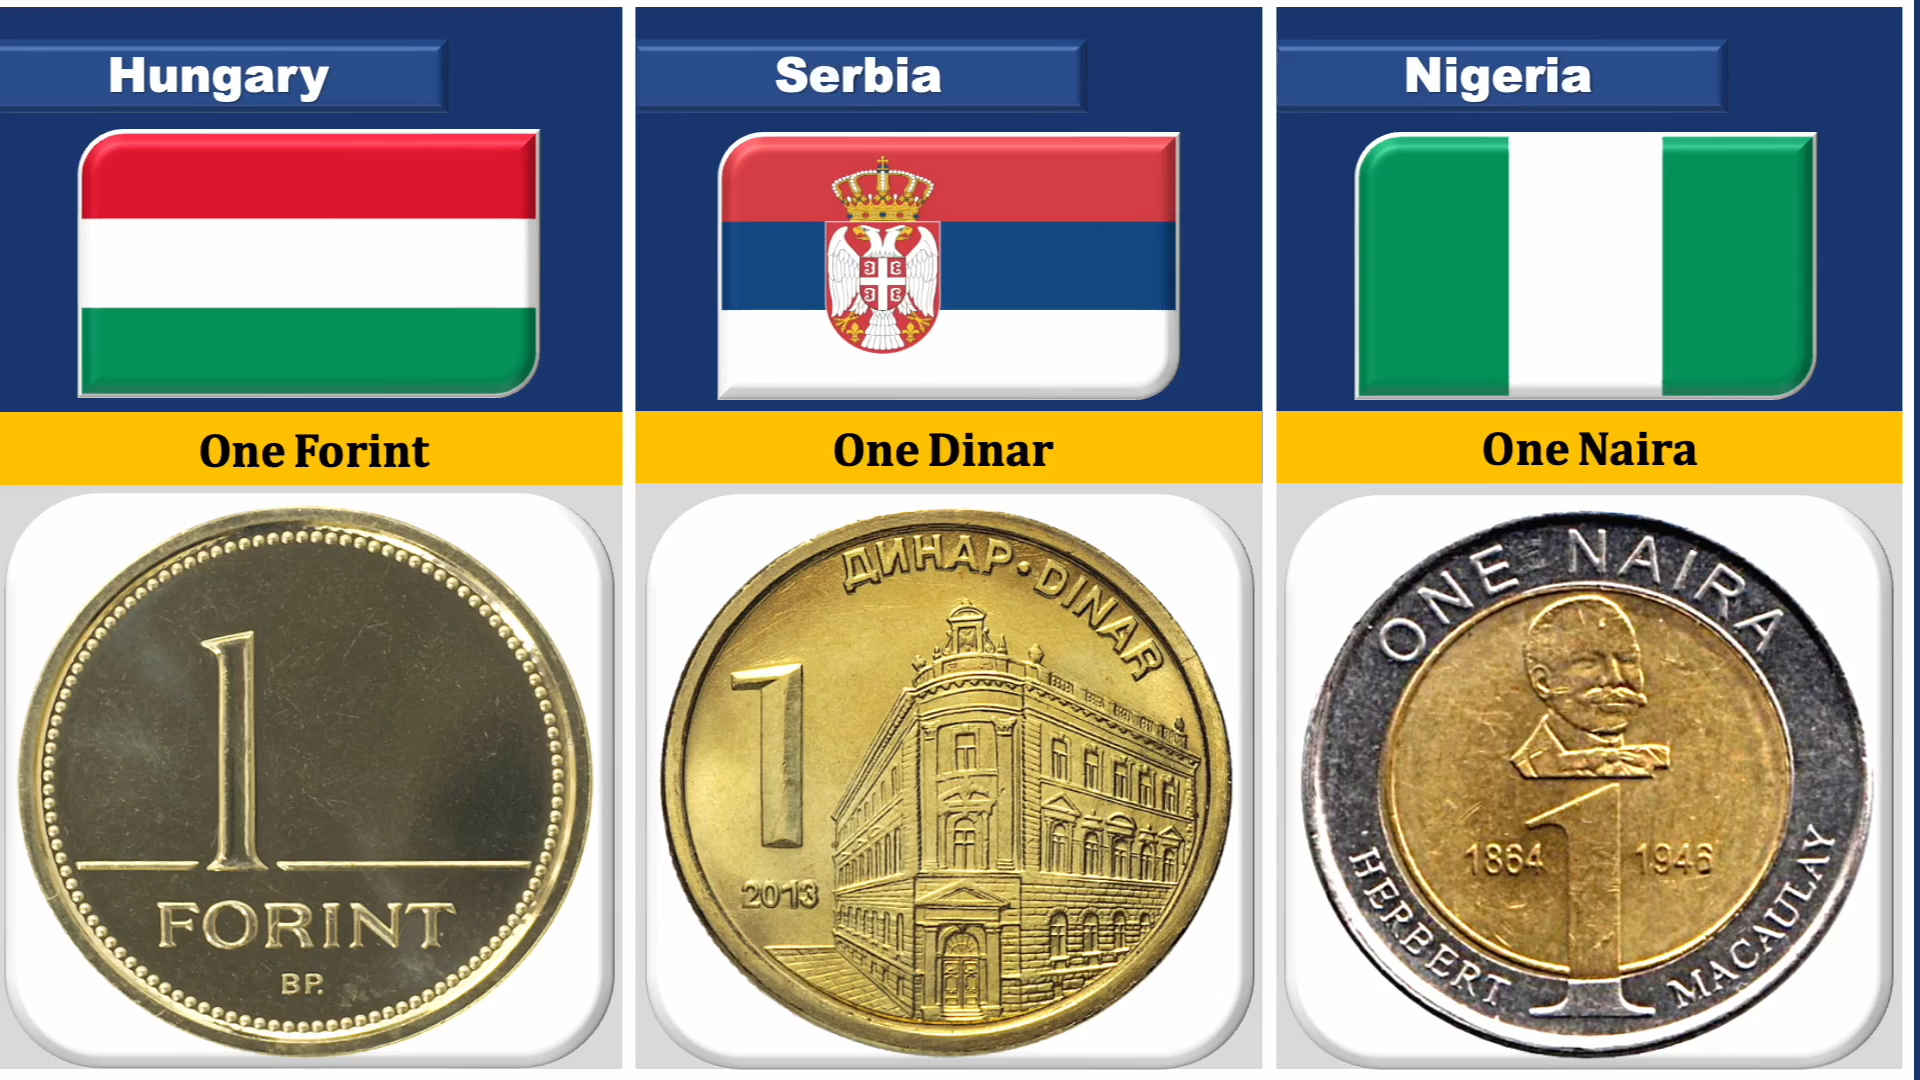 Hungary
One Forint
1
FORINT
BP.
Serbia
One Dinar
ДИНАР·DINAR
1
2013
Nigeria
One Naira
ONE NAIRA
1864 1 1946
HERBERT MACAULAY